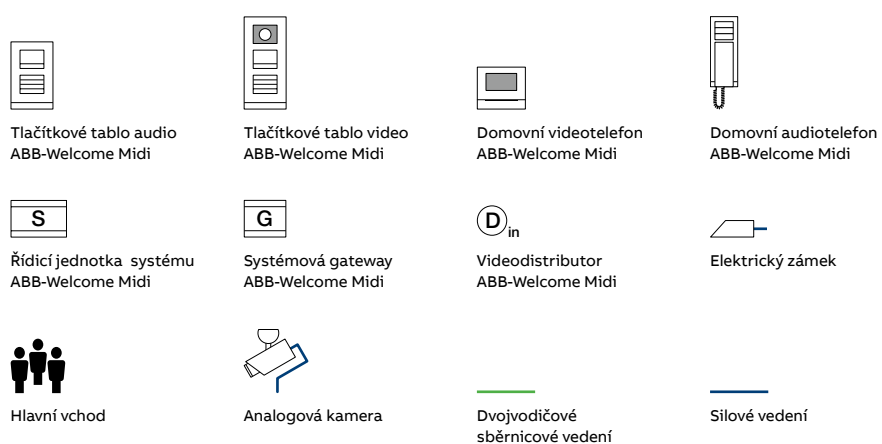 Tlačítkové tablo audio
ABB-Welcome Midi
Tlačítkové tablo video
ABB-Welcome Midi
Domovní videotelefon
ABB-Welcome Midi
Domovní audiotelefon
ABB-Welcome Midi
S
Řídicí jednotka systému
ABB-Welcome Midi
G
Systémová gateway
ABB-Welcome Midi
D in
Videodistributor
ABB-Welcome Midi
Elektrický zámek
Hlavní vchod
Analogová kamera
Dvojvodičové
sběrnicové vedení
Silové vedení